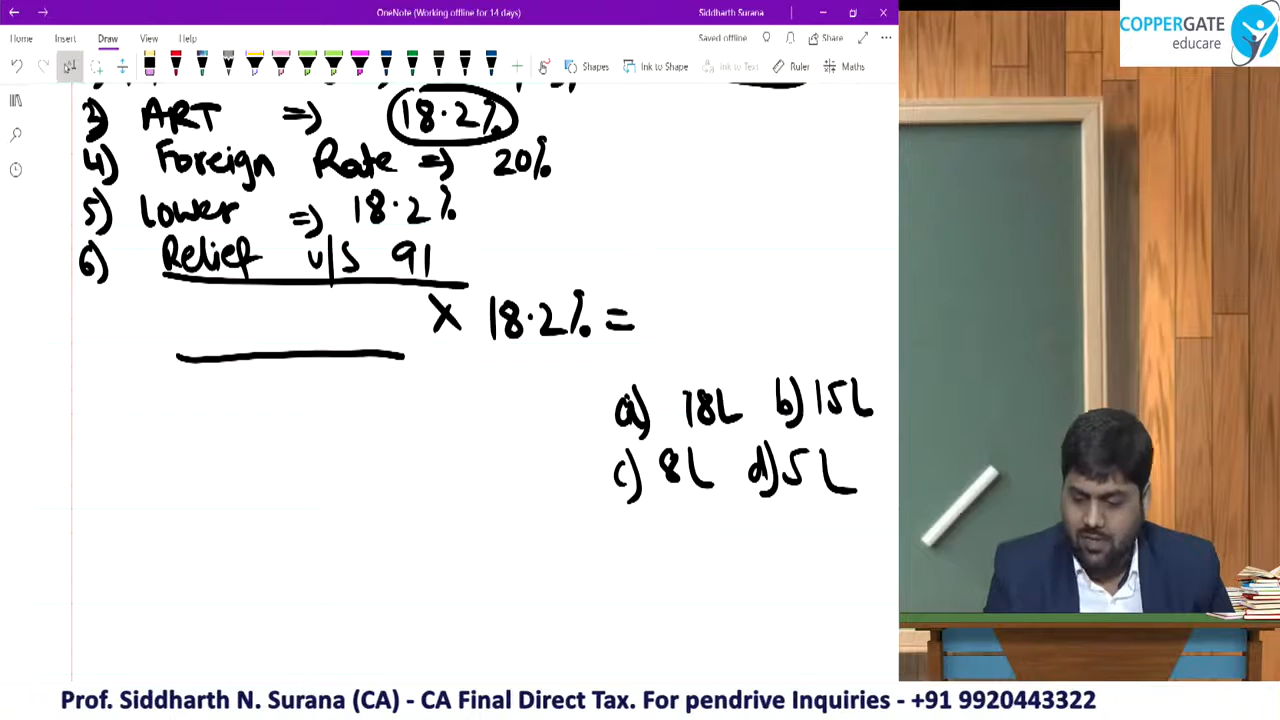 OneNote (Working offline for 14 days)
Siddharth Surana
Home Insert Draw View Help
Saved offline
Share
Shapes
Ink to Shape
Ink to Text
Ruler
Maths
3) ART => 18.2%
4) Foreign Rate => 20%
5) Lower => 18.2%
6) Relief u/s 91
X 18.2% =
a) 18L b) 15L
c) 8L d) 5L
COPPERGATE
educare
Prof. Siddharth N. Surana (CA) - CA Final Direct Tax. For pendrive Inquiries - +91 9920443322